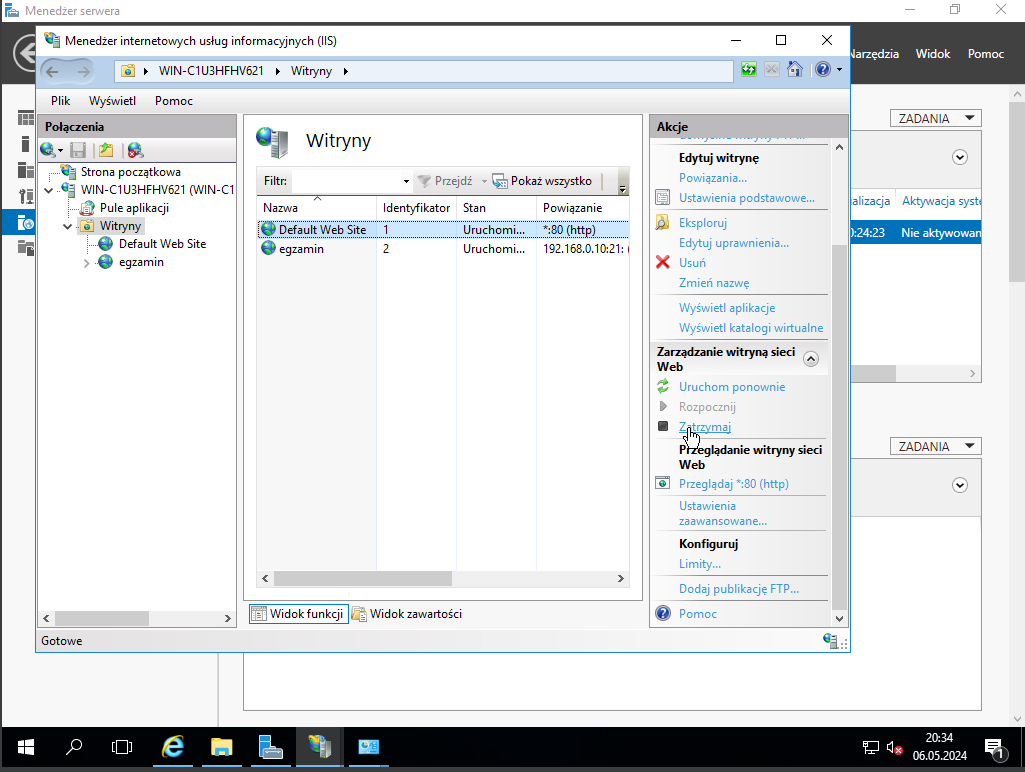 Menedżer serwera
Menedżer internetowych usług informacyjnych (IIS)
Narzędzia Widok Pomoc
WIN-C1U3HFHV621 Witryny
Plik Wyświetl Pomoc
Połączenia
Strona początkowa
WIN-C1U3HFHV621 (WIN-C1
Pule aplikacji
Witryny
Default Web Site
egzamin
Witryny
Filtr: Przejdź Pokaż wszystko
Nazwa Identyfikator Stan Powiązanie
Default Web Site 1 Uruchomi... *:80 (http)
egzamin 2 Uruchomi... 192.168.0.10:21: (
Widok funkcji Widok zawartości
Gotowe
Akcje
Edytuj witrynę
Powiązania...
Ustawienia podstawowe...
Eksploruj
Edytuj uprawnienia...
Usuń
Zmień nazwę
Wyświetl aplikacje
Wyświetl katalogi wirtualne
Zarządzanie witryną sieci
Web
Uruchom ponownie
Rozpocznij
Zatrzymaj
Przeglądanie witryny sieci
Web
Przeglądaj *:80 (http)
Ustawienia
zaawansowane...
Konfiguruj
Limity...
Dodaj publikację FTP...
Pomoc
ZADANIA
alizacja Aktywacja syste
0:24:23 Nie aktywowan
ZADANIA
20:34
06.05.2024
1